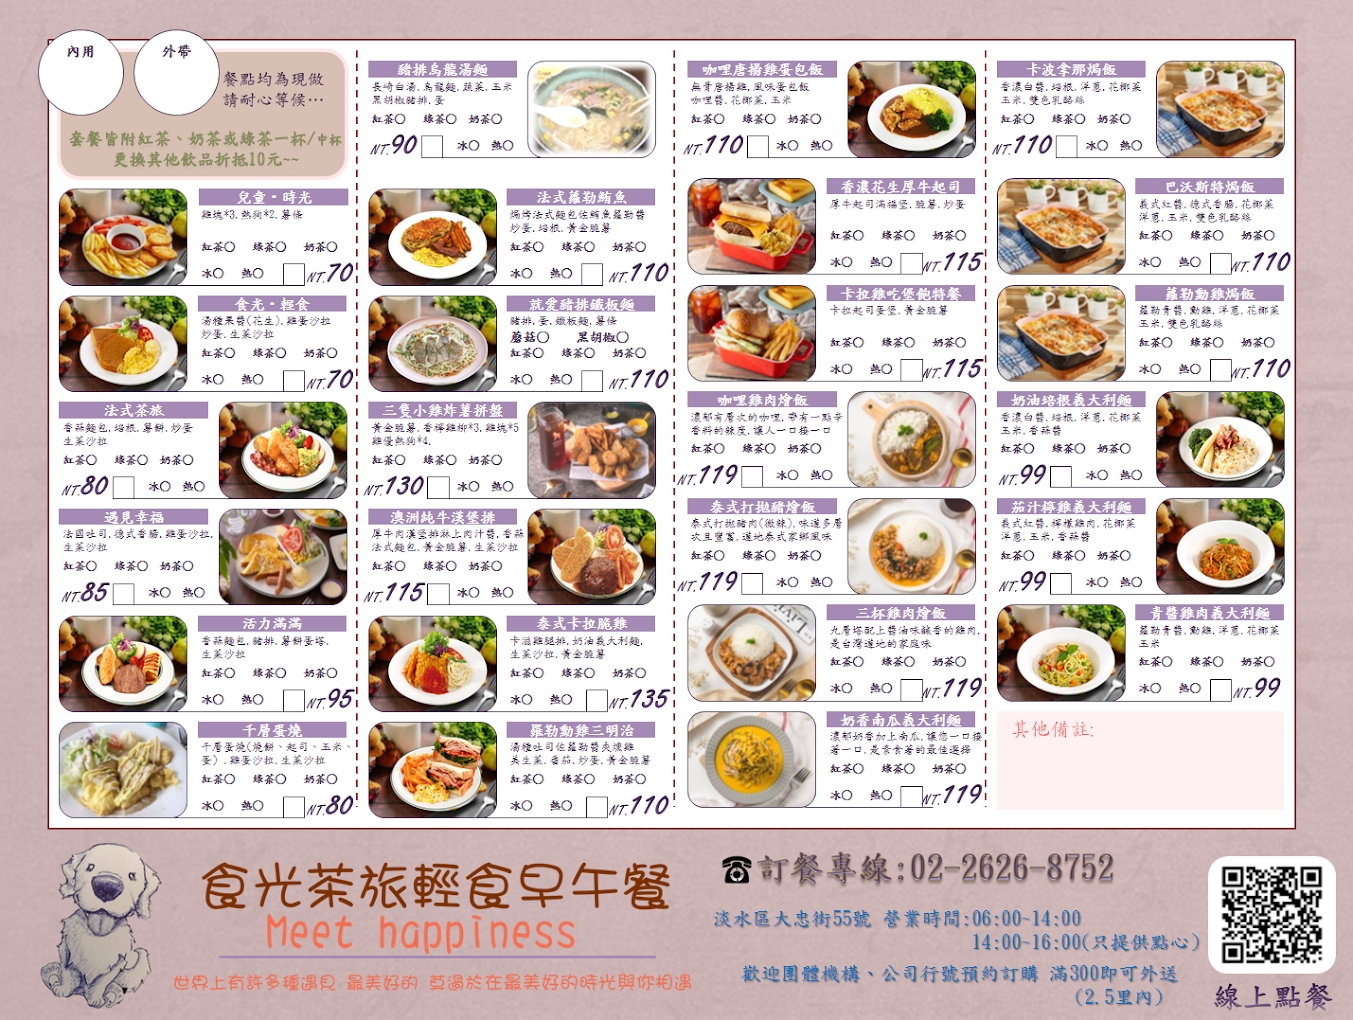 內用
外帶
餐點均為現做
請耐心等候…
套餐皆附紅茶、奶茶或綠茶一杯/中杯
更換其他飲品折抵10元~~
兒童·時光
雞塊*3,熱狗*2,薯條
紅茶○ 綠茶○ 奶茶○
冰○ 熱○ NT.70
食光·輕食
湯種果醬(花生),雞蛋沙拉
炒蛋,生菜沙拉
紅茶○ 綠茶○ 奶茶○
冰○ 熱○ NT.70
法式茶旅
香蒜麵包,培根,薯餅,炒蛋
生菜沙拉
紅茶○ 綠茶○ 奶茶○
NT.80 冰○ 熱○
遇見幸福
法國吐司,德式香腸,雞蛋沙拉,
生菜沙拉
紅茶○ 綠茶○ 奶茶○
NT.85 冰○ 熱○
活力滿滿
香蒜麵包,豬排,薯餅蛋塔,
生菜沙拉
紅茶○ 綠茶○ 奶茶○
冰○ 熱○ NT.95
千層蛋燒
千層蛋燒(燒餅、起司、玉米、
蛋),雞蛋沙拉,生菜沙拉
紅茶○ 綠茶○ 奶茶○
冰○ 熱○ NT.80
豬排烏龍湯麵
長崎白湯,烏龍麵,蔬菜,玉米
黑胡椒豬排,蛋
紅茶○ 綠茶○ 奶茶○
NT.90 冰○ 熱○
法式蘿勒鮪魚
焗烤法式麵包佐鮪魚蘿勒醬
炒蛋,培根,黃金脆薯
紅茶○ 綠茶○ 奶茶○
冰○ 熱○ NT.110
就愛豬排鐵板麵
豬排,蛋,鐵板麵,薯條
蘑菇○ 黑胡椒○
紅茶○ 綠茶○ 奶茶○
冰○ 熱○ NT.110
三隻小雞炸薯拼盤
黃金脆薯,香檸雞柳*3,雞塊*5
雞優熱狗*4,
紅茶○ 綠茶○ 奶茶○
NT.130 冰○ 熱○
澳洲純牛漢堡排
厚牛肉漢堡排淋上肉汁醬,香蒜
法式麵包,黃金脆薯,生菜沙拉
紅茶○ 綠茶○ 奶茶○
NT.115 冰○ 熱○
泰式卡拉脆雞
卡滋雞腿排,奶油義大利麵,
生菜沙拉,黃金脆薯
紅茶○ 綠茶○ 奶茶○
冰○ 熱○ NT.135
羅勒勳雞三明治
湯種吐司佐蘿勒醬夾燻雞
美生菜,番茄,炒蛋,黃金脆薯
紅茶○ 綠茶○ 奶茶○
冰○ 熱○ NT.110
咖哩唐揚雞蛋包飯
無骨唐揚雞,風味蛋包飯
咖哩醬,花椰菜,玉米
紅茶○ 綠茶○ 奶茶○
NT.110 冰○ 熱○
香濃花生厚牛起司
厚牛起司滿福堡,脆薯,炒蛋
紅茶○ 綠茶○ 奶茶○
冰○ 熱○ NT.115
卡拉雞吃堡飽特餐
卡拉起司蛋堡,黃金脆薯
紅茶○ 綠茶○ 奶茶○
冰○ 熱○ NT.115
咖哩雞肉燴飯
濃郁有層次的咖哩,帶有一點辛
香料的辣度,讓人一口接一口
紅茶○ 綠茶○ 奶茶○
NT.119 冰○ 熱○
泰式打拋豬燴飯
泰式打拋豬肉(微辣),味道多層
次且豐富,道地泰式家鄉風味
紅茶○ 綠茶○ 奶茶○
NT.119 冰○ 熱○
三杯雞肉燴飯
九層塔配上醬油味鹹香的雞肉,
是台灣道地的家庭味
紅茶○ 綠茶○ 奶茶○
冰○ 熱○ NT.119
奶香南瓜義大利麵
濃郁奶香加上南瓜,讓您一口接
著一口,是素食著的最佳選擇
紅茶○ 綠茶○ 奶茶○
冰○ 熱○ NT.119
卡波拿那焗飯
香濃白醬,培根,洋蔥,花椰菜
玉米,雙色乳酪絲
紅茶○ 綠茶○ 奶茶○
NT.110 冰○ 熱○
巴沃斯特焗飯
義式紅醬,德式香腸,花椰菜
洋蔥,玉米,雙色乳酪絲
紅茶○ 綠茶○ 奶茶○
冰○ 熱○ NT.110
蘿勒勳雞焗飯
蘿勒青醬,勳雞,洋蔥,花椰菜
玉米,雙色乳酪絲
紅茶○ 綠茶○ 奶茶○
冰○ 熱○ NT.110
奶油培根義大利麵
香濃白醬,培根,洋蔥,花椰菜
玉米,香蒜醬
紅茶○ 綠茶○ 奶茶○
NT.99 冰○ 熱○
茄汁檸雞義大利麵
義式紅醬,檸檬雞肉,花椰菜
洋蔥,玉米,香蒜醬
紅茶○ 綠茶○ 奶茶○
NT.99 冰○ 熱○
青醬雞肉義大利麵
蘿勒青醬,勳雞,洋蔥,花椰菜
玉米
紅茶○ 綠茶○ 奶茶○
冰○ 熱○ NT.99
其他備註:
食光茶旅輕食早午餐
Meet happiness
世界上有許多種遇見 最美好的 莫過於在最美好的時光與你相遇
☎訂餐專線:02-2626-8752
淡水區大忠街55號 營業時間:06:00~14:00
14:00~16:00(只提供點心)
歡迎團體機構、公司行號預約訂購 滿300即可外送
(2.5里內)
線上點餐